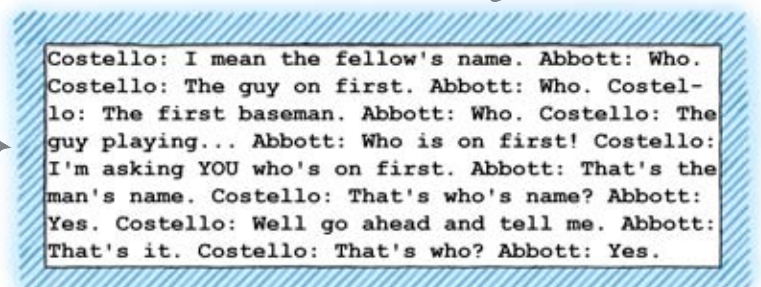 Costello: I mean the fellow's name. Abbott: Who.
Costello: The guy on first. Abbott: Who. Costel-
lo: The first baseman. Abbott: Who. Costello: The
guy playing... Abbott: Who is on first! Costello:
I'm asking YOU who's on first. Abbott: That's the
man's name. Costello: That's who's name? Abbott:
Yes. Costello: Well go ahead and tell me. Abbott:
That's it. Costello: That's who? Abbott: Yes.